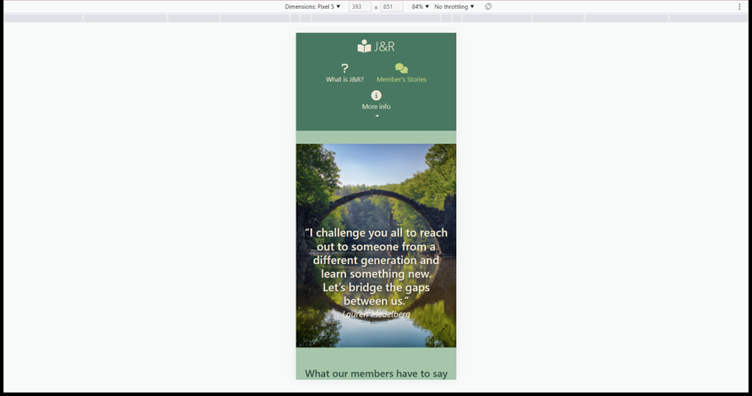 Dimensions: Pixel 5 ▼ 393 × 851 84% ▼ No throttling ▼
J&R
What is J&R?
Member's Stories
More info
“I challenge you all to reach
out to someone from a
different generation and
learn something new.
Let’s bridge the gaps
between us.”
Lauren
What our members have to say